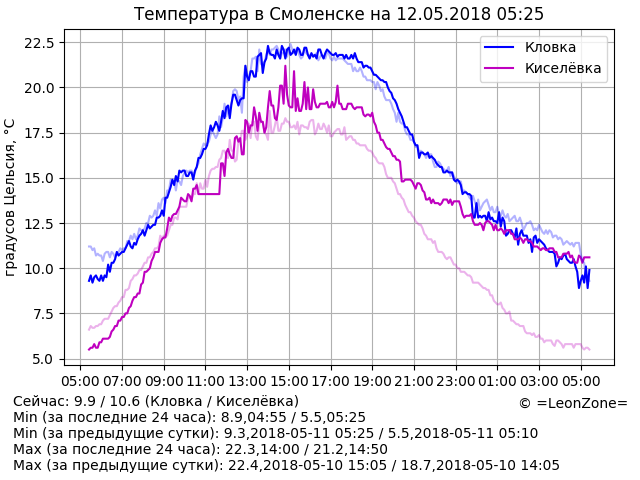 Температура в Смоленске на 12.05.2018 05:25
градусов Цельсия, °C
22.5
20.0
17.5
15.0
12.5
10.0
7.5
5.0
Кловка
Киселёвка
05:00 07:00 09:00 11:00 13:00 15:00 17:00 19:00 21:00 23:00 01:00 03:00 05:00
Сейчас: 9.9 / 10.6 (Кловка / Киселёвка)
© =LeonZone=
Min (за последние 24 часа): 8.9,04:55 / 5.5,05:25
Min (за предыдущие сутки): 9.3,2018-05-11 05:25 / 5.5,2018-05-11 05:10
Max (за последние 24 часа): 22.3,14:00 / 21.2,14:50
Max (за предыдущие сутки): 22.4,2018-05-10 15:05 / 18.7,2018-05-10 14:05